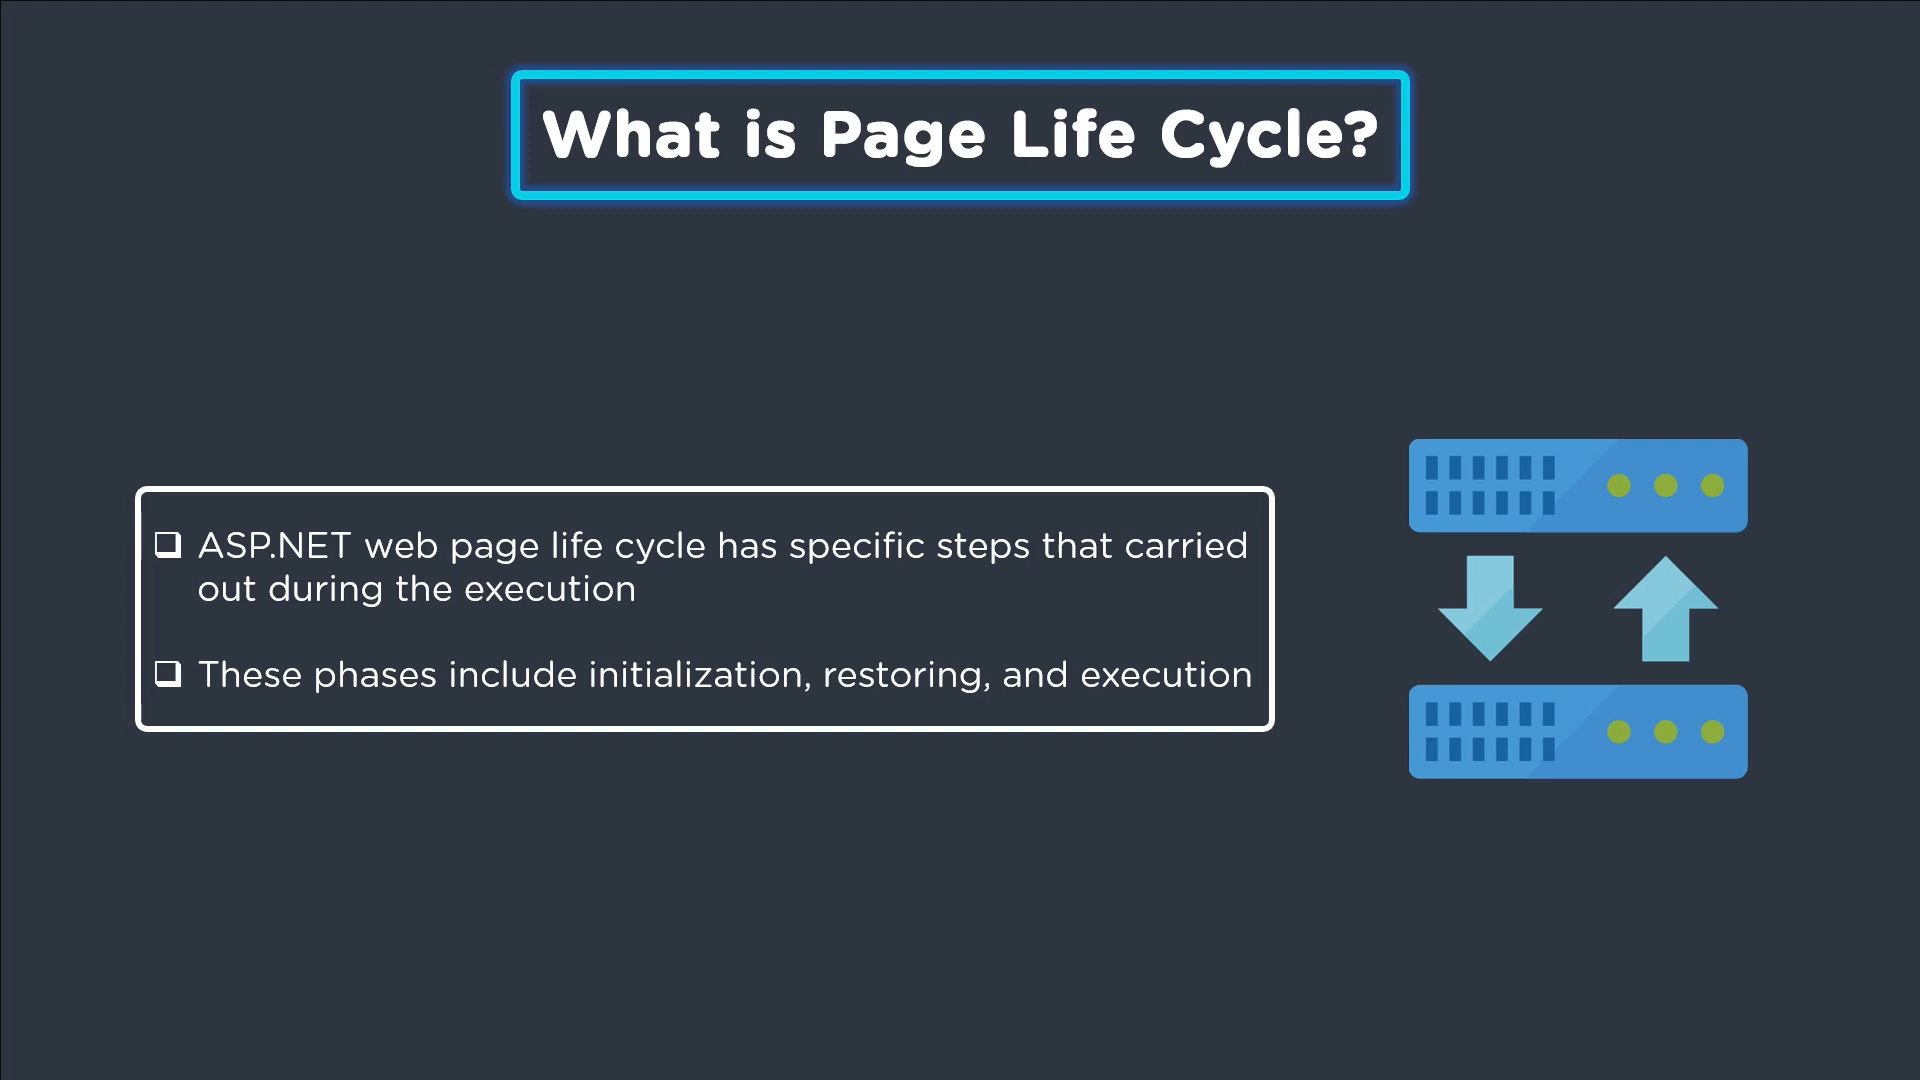 What is Page Life Cycle?
❑ ASP.NET web page life cycle has specific steps that carried
out during the execution
❑ These phases include initialization, restoring, and execution